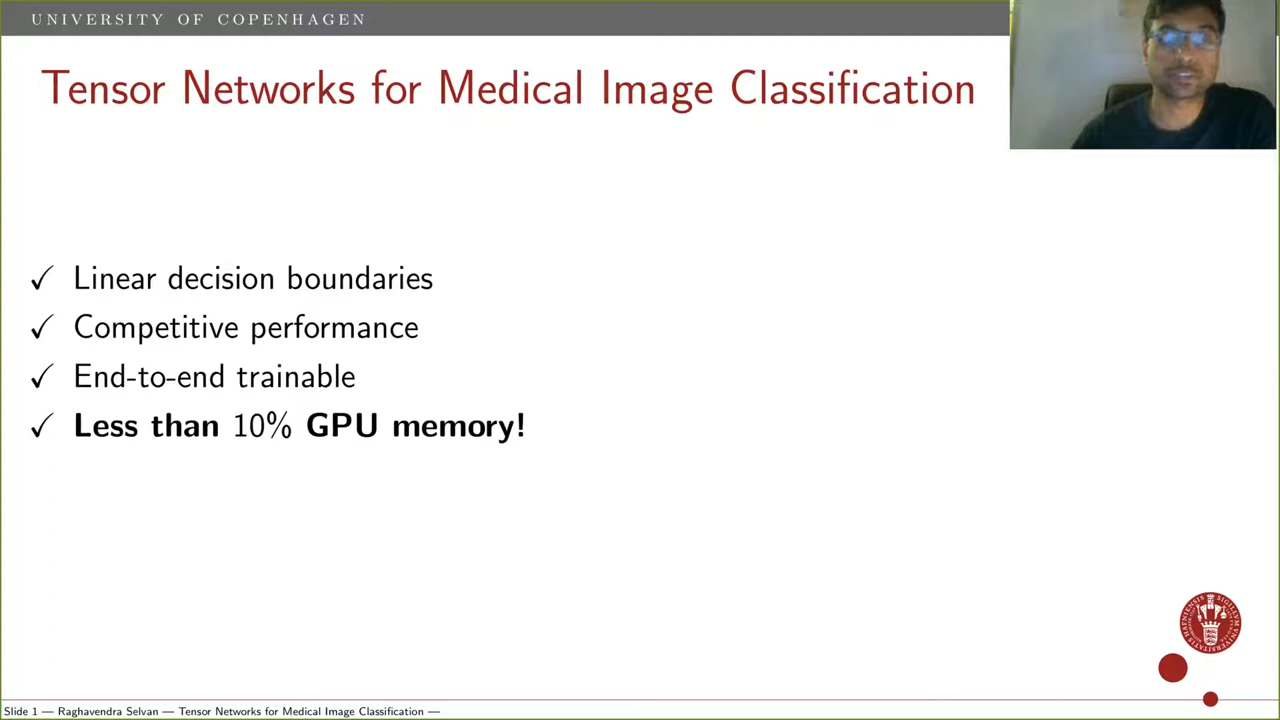 UNIVERSITY OF COPENHAGEN
Tensor Networks for Medical Image Classification
✓ Linear decision boundaries
✓ Competitive performance
✓ End-to-end trainable
✓ Less than 10% GPU memory!
Slide 1 — Raghavendra Selvan — Tensor Networks for Medical Image Classification —